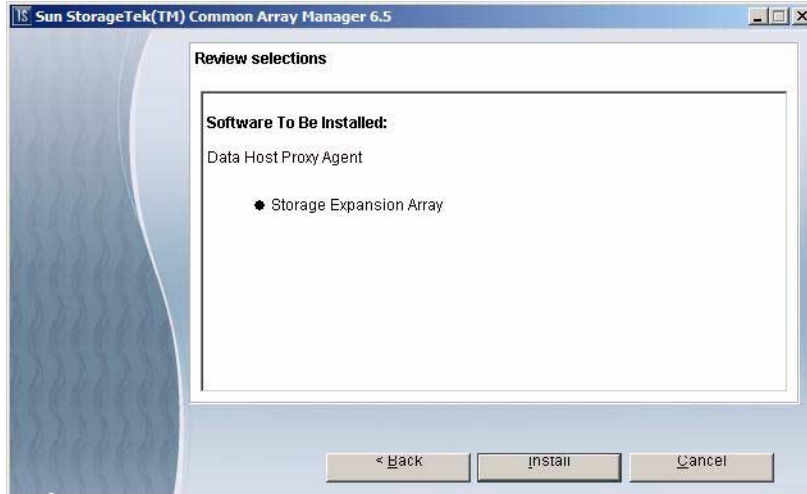 Sun StorageTek(TM) Common Array Manager 6.5
Review selections
Software To Be Installed:
Data Host Proxy Agent
● Storage Expansion Array
< Back
Install
Cancel